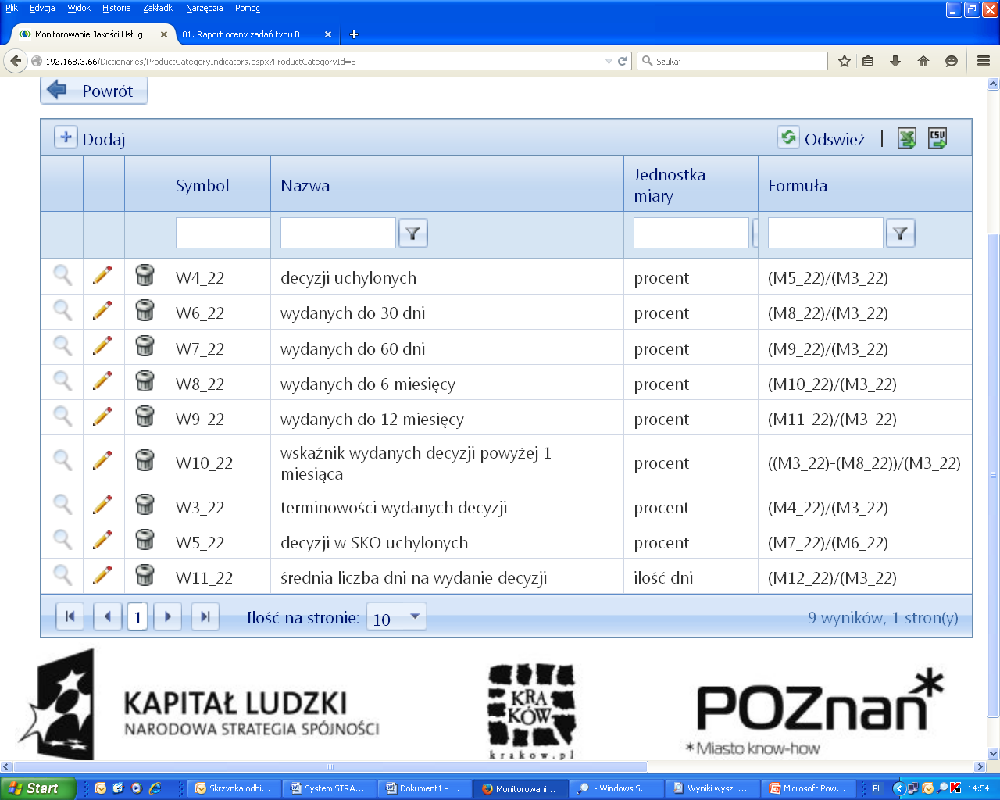 Plik Edycja Widok Historia Zakładki Narzędzia Pomoc
Monitorowanie Jakości Usług ... 01. Raport oceny zadań typu B
192.168.3.66/Dictionaries/ProductCategoryIndicators.aspx?ProductCategoryId=8 Szukaj
Powrót
Dodaj Odswież
Symbol Nazwa Jednostka miary Formuła
W4_22 decyzji uchylonych procent (M5_22)/(M3_22)
W6_22 wydanych do 30 dni procent (M8_22)/(M3_22)
W7_22 wydanych do 60 dni procent (M9_22)/(M3_22)
W8_22 wydanych do 6 miesięcy procent (M10_22)/(M3_22)
W9_22 wydanych do 12 miesięcy procent (M11_22)/(M3_22)
W10_22 wskaźnik wydanych decyzji powyżej 1 miesiąca procent ((M3_22)-(M8_22))/(M3_22)
W3_22 terminowości wydanych decyzji procent (M4_22)/(M3_22)
W5_22 decyzji w SKO uchylonych procent (M7_22)/(M6_22)
W11_22 średnia liczba dni na wydanie decyzji ilość dni (M12_22)/(M3_22)
1 Ilość na stronie: 10 9 wyników, 1 stron(y)
KAPITAŁ LUDZKI
NARODOWA STRATEGIA SPÓJNOŚCI
KRA
KÓW
krakow.pl
POZnań*
*Miasto know-how
Start Skrzynka odbi... System STRA... Dokument1 - ... Monitorowani... - Windows S... Wyniki wyszu... Microsoft Pow... PL 14:54